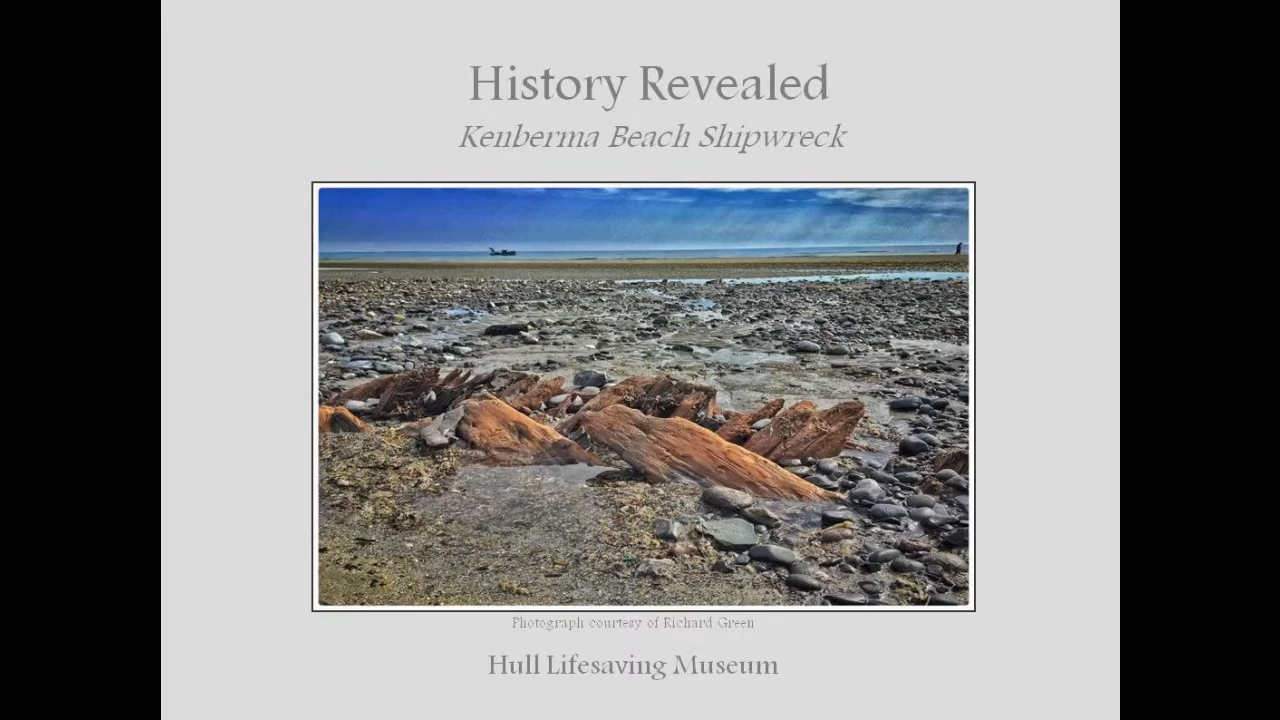 History Revealed
Kenberma Beach Shipwreck
Photograph courtesy of Richard Green
Hull Lifesaving Museum